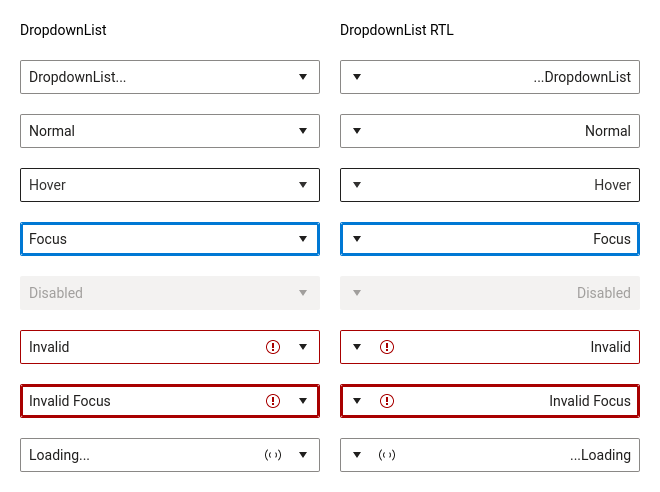 DropdownList
DropdownList...
Normal
Hover
Focus
Disabled
Invalid
Invalid Focus
Loading...
DropdownList RTL
...DropdownList
Normal
Hover
Focus
Disabled
Invalid
Invalid Focus
...Loading